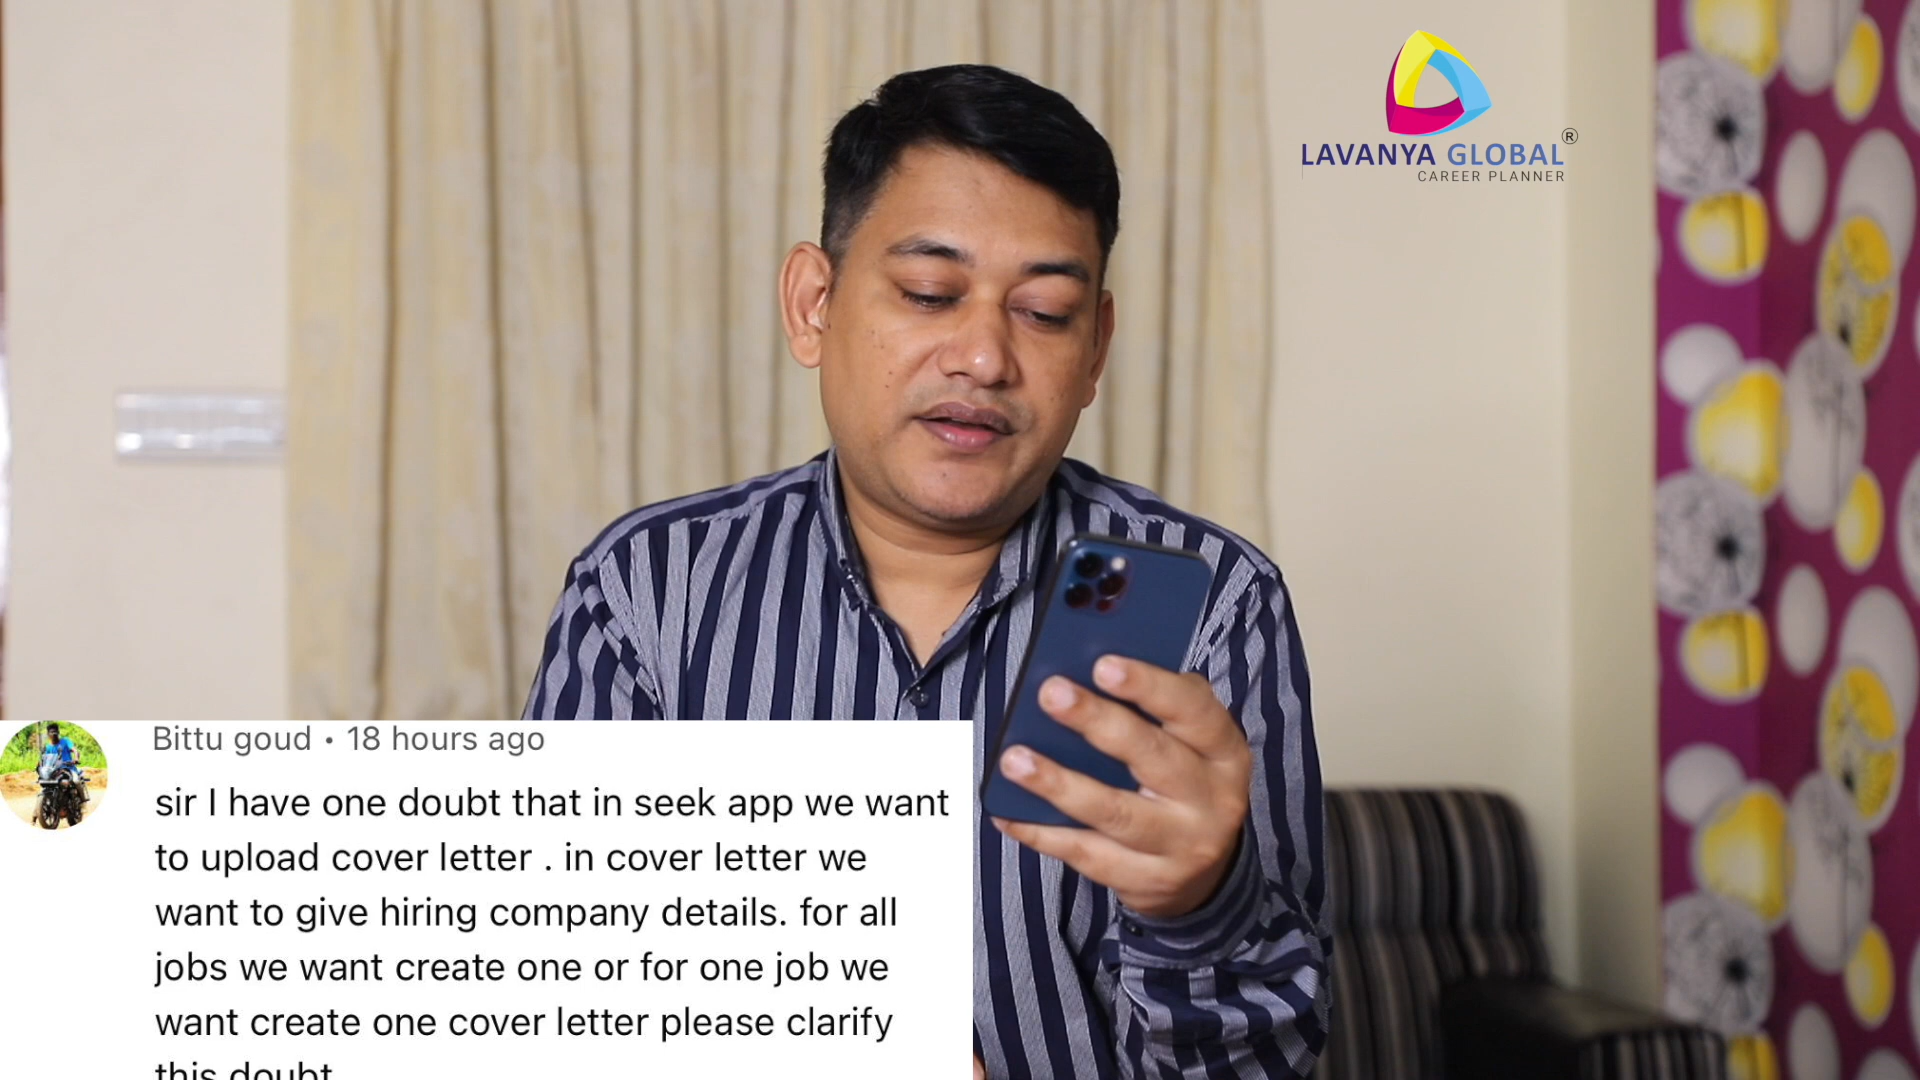 LAVANYA GLOBAL®
CAREER PLANNER
Bittu goud • 18 hours ago
sir I have one doubt that in seek app we want
to upload cover letter . in cover letter we
want to give hiring company details. for all
jobs we want create one or for one job we
want create one cover letter please clarify
this doubt